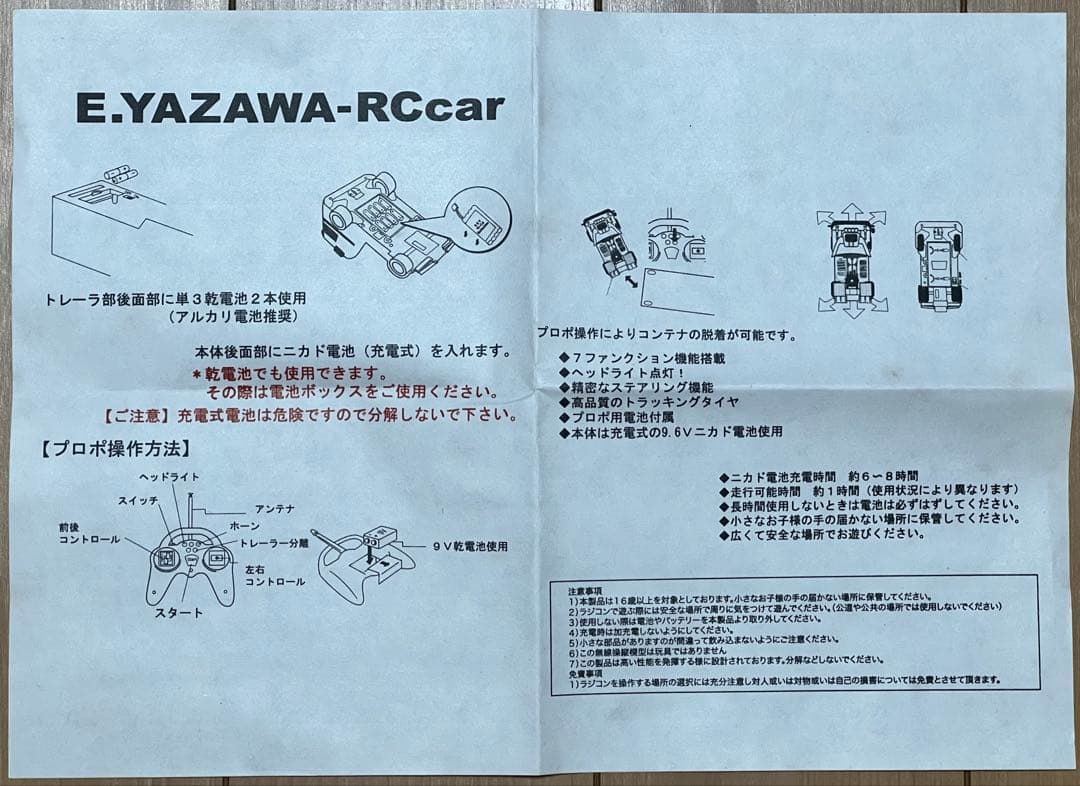 E.YAZAWA-RCcar
トレーラ部後面部に単３乾電池２本使用
（アルカリ電池推奨）
本体後面部にニカド電池（充電式）を入れます。
＊乾電池でも使用できます。
その際は電池ボックスをご使用ください。
【ご注意】充電式電池は危険ですので分解しないで下さい。
【プロポ操作方法】
ヘッドライト
スイッチ
アンテナ
ホーン
前後
コントロール
トレーラー分離
９Ｖ乾電池使用
左右
コントロール
スタート
プロポ操作によりコンテナの脱着が可能です。
◆７ファンクション機能搭載
◆ヘッドライト点灯！
◆精密なステアリング機能
◆高品質のトラッキングタイヤ
◆プロポ用電池付属
◆本体は充電式の9.6Ｖニカド電池使用
◆ニカド電池充電時間　約６〜８時間
◆走行可能時間　約１時間（使用状況により異なります）
◆長時間使用しないときは電池は必ずはずしてください。
◆小さなお子様の手の届かない場所に保管してください。
◆広くて安全な場所でお遊びください。
注意事項
1)本製品は１６歳以上を対象としております。小さなお子様の手の届かない場所に保管してください。
2)ラジコンで遊ぶ際には安全な場所で周りに気をつけて遊んでください。（公道や公共の場所では使用しないでください）
3)使用しない際は電池やバッテリーを本製品より取り外してください。
4)充電時は加充電しないようにしてください。
5)小さな部品がありますのが間違って飲み込まないようにご注意ください。
6)この無線操縦模型は玩具ではありません
7)この製品は高い性能を発揮する様に設計されております。分解などしないでください。
免責事項
1)ラジコンを操作する場所の選択には充分注意し対人或いは対物或いは自己の損害については免責とさせて頂きます。